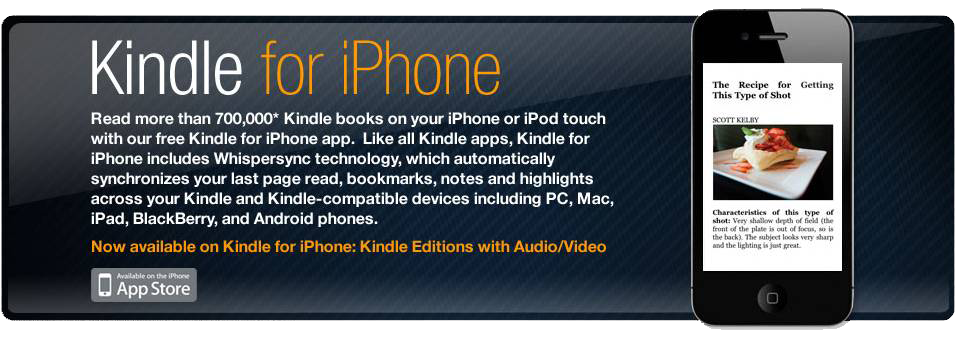 Kindle for iPhone
Read more than 700,000* Kindle books on your iPhone or iPod touch
with our free Kindle for iPhone app.  Like all Kindle apps, Kindle for
iPhone includes Whispersync technology, which automatically
synchronizes your last page read, bookmarks, notes and highlights
across your Kindle and Kindle-compatible devices including PC, Mac,
iPad, BlackBerry, and Android phones.
Now available on Kindle for iPhone: Kindle Editions with Audio/Video
Available on the iPhone
App Store
The Recipe for Getting
This Type of Shot
SCOTT KELBY
Characteristics of this type of
shot: Very shallow depth of field (the
front of the plate is out of focus, so is
the back). The subject looks very sharp
and the lighting is just great.